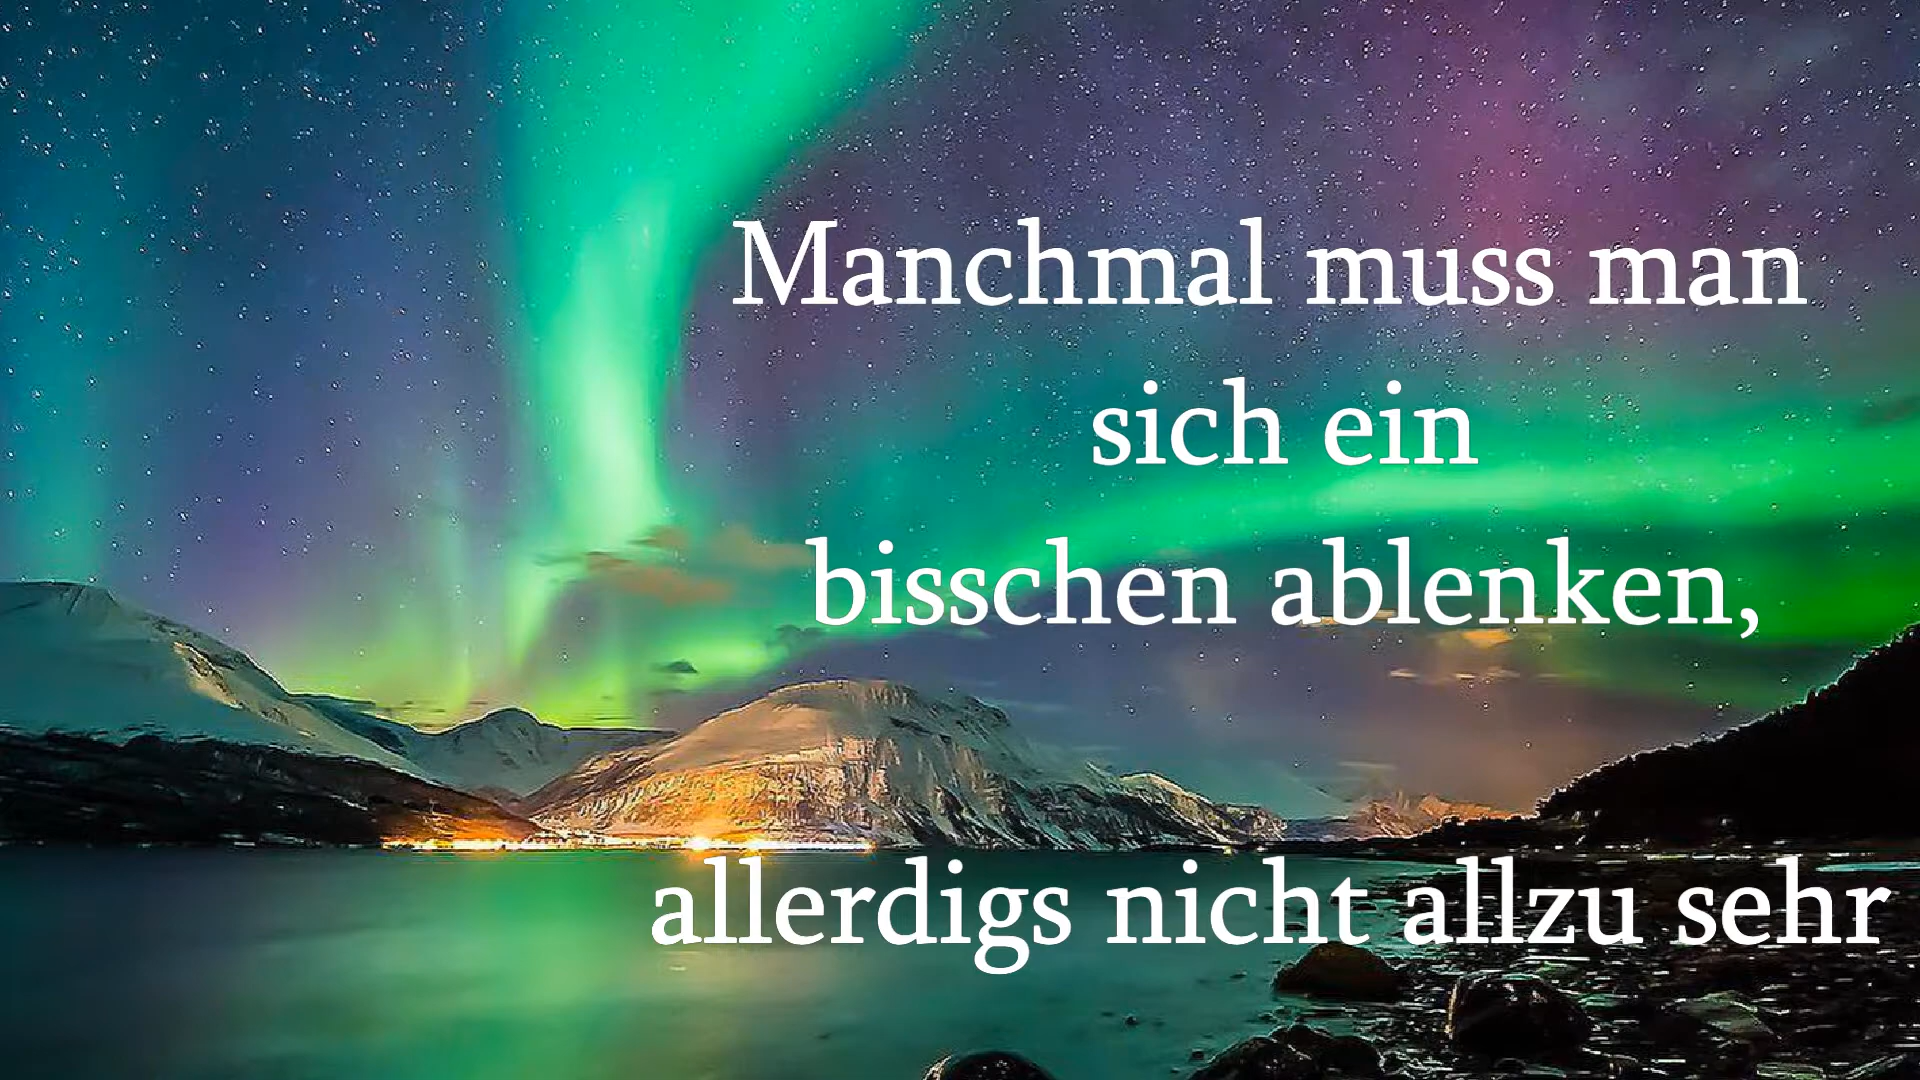 Manchmal muss man
sich ein
bisschen ablenken,
allerdigs nicht allzu sehr